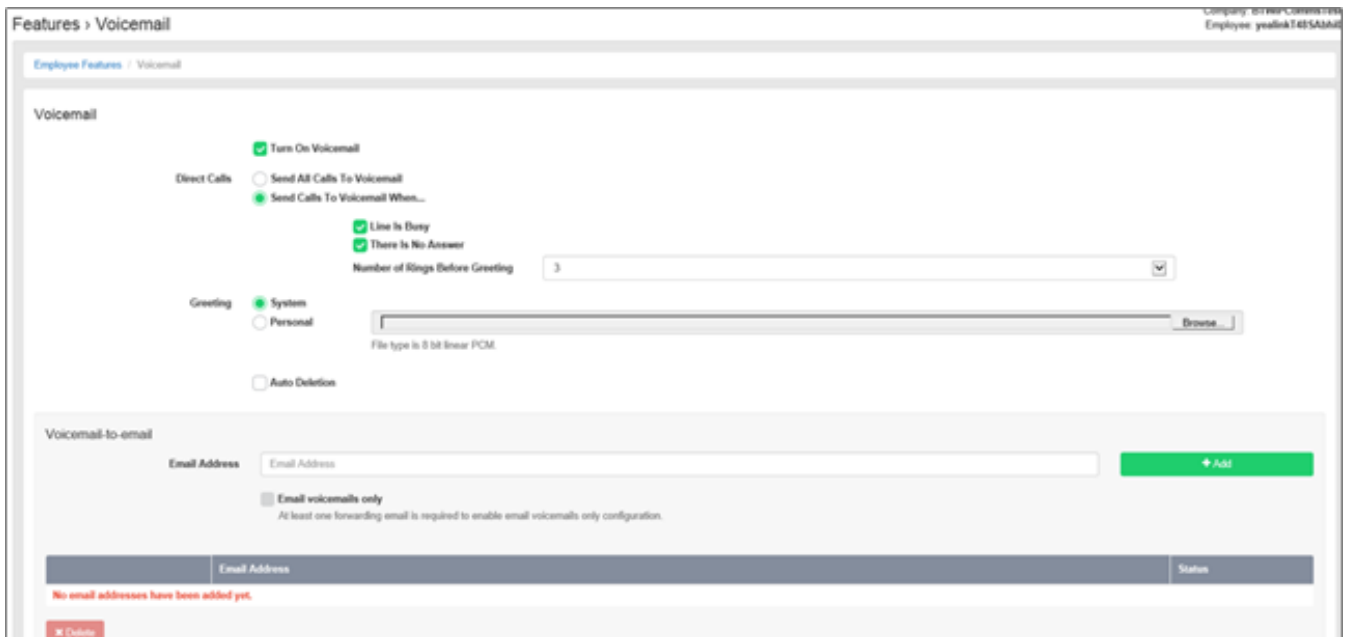 Features › Voicemail
Company:
Employee:
Employee Features / Voicemail
Voicemail
Turn On Voicemail
Direct Calls
Send All Calls To Voicemail
Send Calls To Voicemail When...
Line Is Busy
There Is No Answer
Number of Rings Before Greeting 3
Greeting
System
Personal
Browse...
File type is 8 bit linear PCM.
Auto Deletion
Voicemail-to-email
Email Address Email Address + Add
Email voicemails only
At least one forwarding email is required to enable email voicemails only configuration.
Email Address Status
No email addresses have been added yet.
× Delete